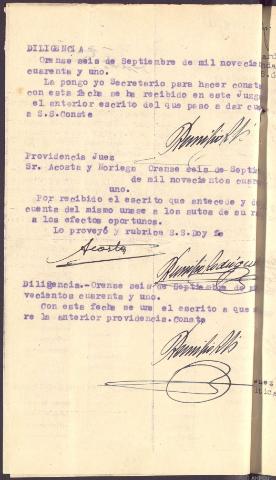 DILIGENCIA
Orense seis de Septiembre de mil noveci
cuarenta y uno.
La pongo yo Secretario para hacer const
con esta fecha se ha recibido en este Juzg
el anterior escrito del que paso a dar cu
a S.S. Conste
Providencia Juez
Sr. Acosta y Noriega Orense seis de Septi
de mil novecientos cuar
uno.
Por recibido el escrito que antecede y d
cuenta del mismo unase a los autos de su r
a los efectos oportunos.
Lo proveyó y rubrica S.S. Doy fe
Acosta
Diligencia.-Orense seis de Septiembre de m
vecientos cuarenta y uno.
Con esta fecha se une el escrito a que s
re la anterior providencia. Conste